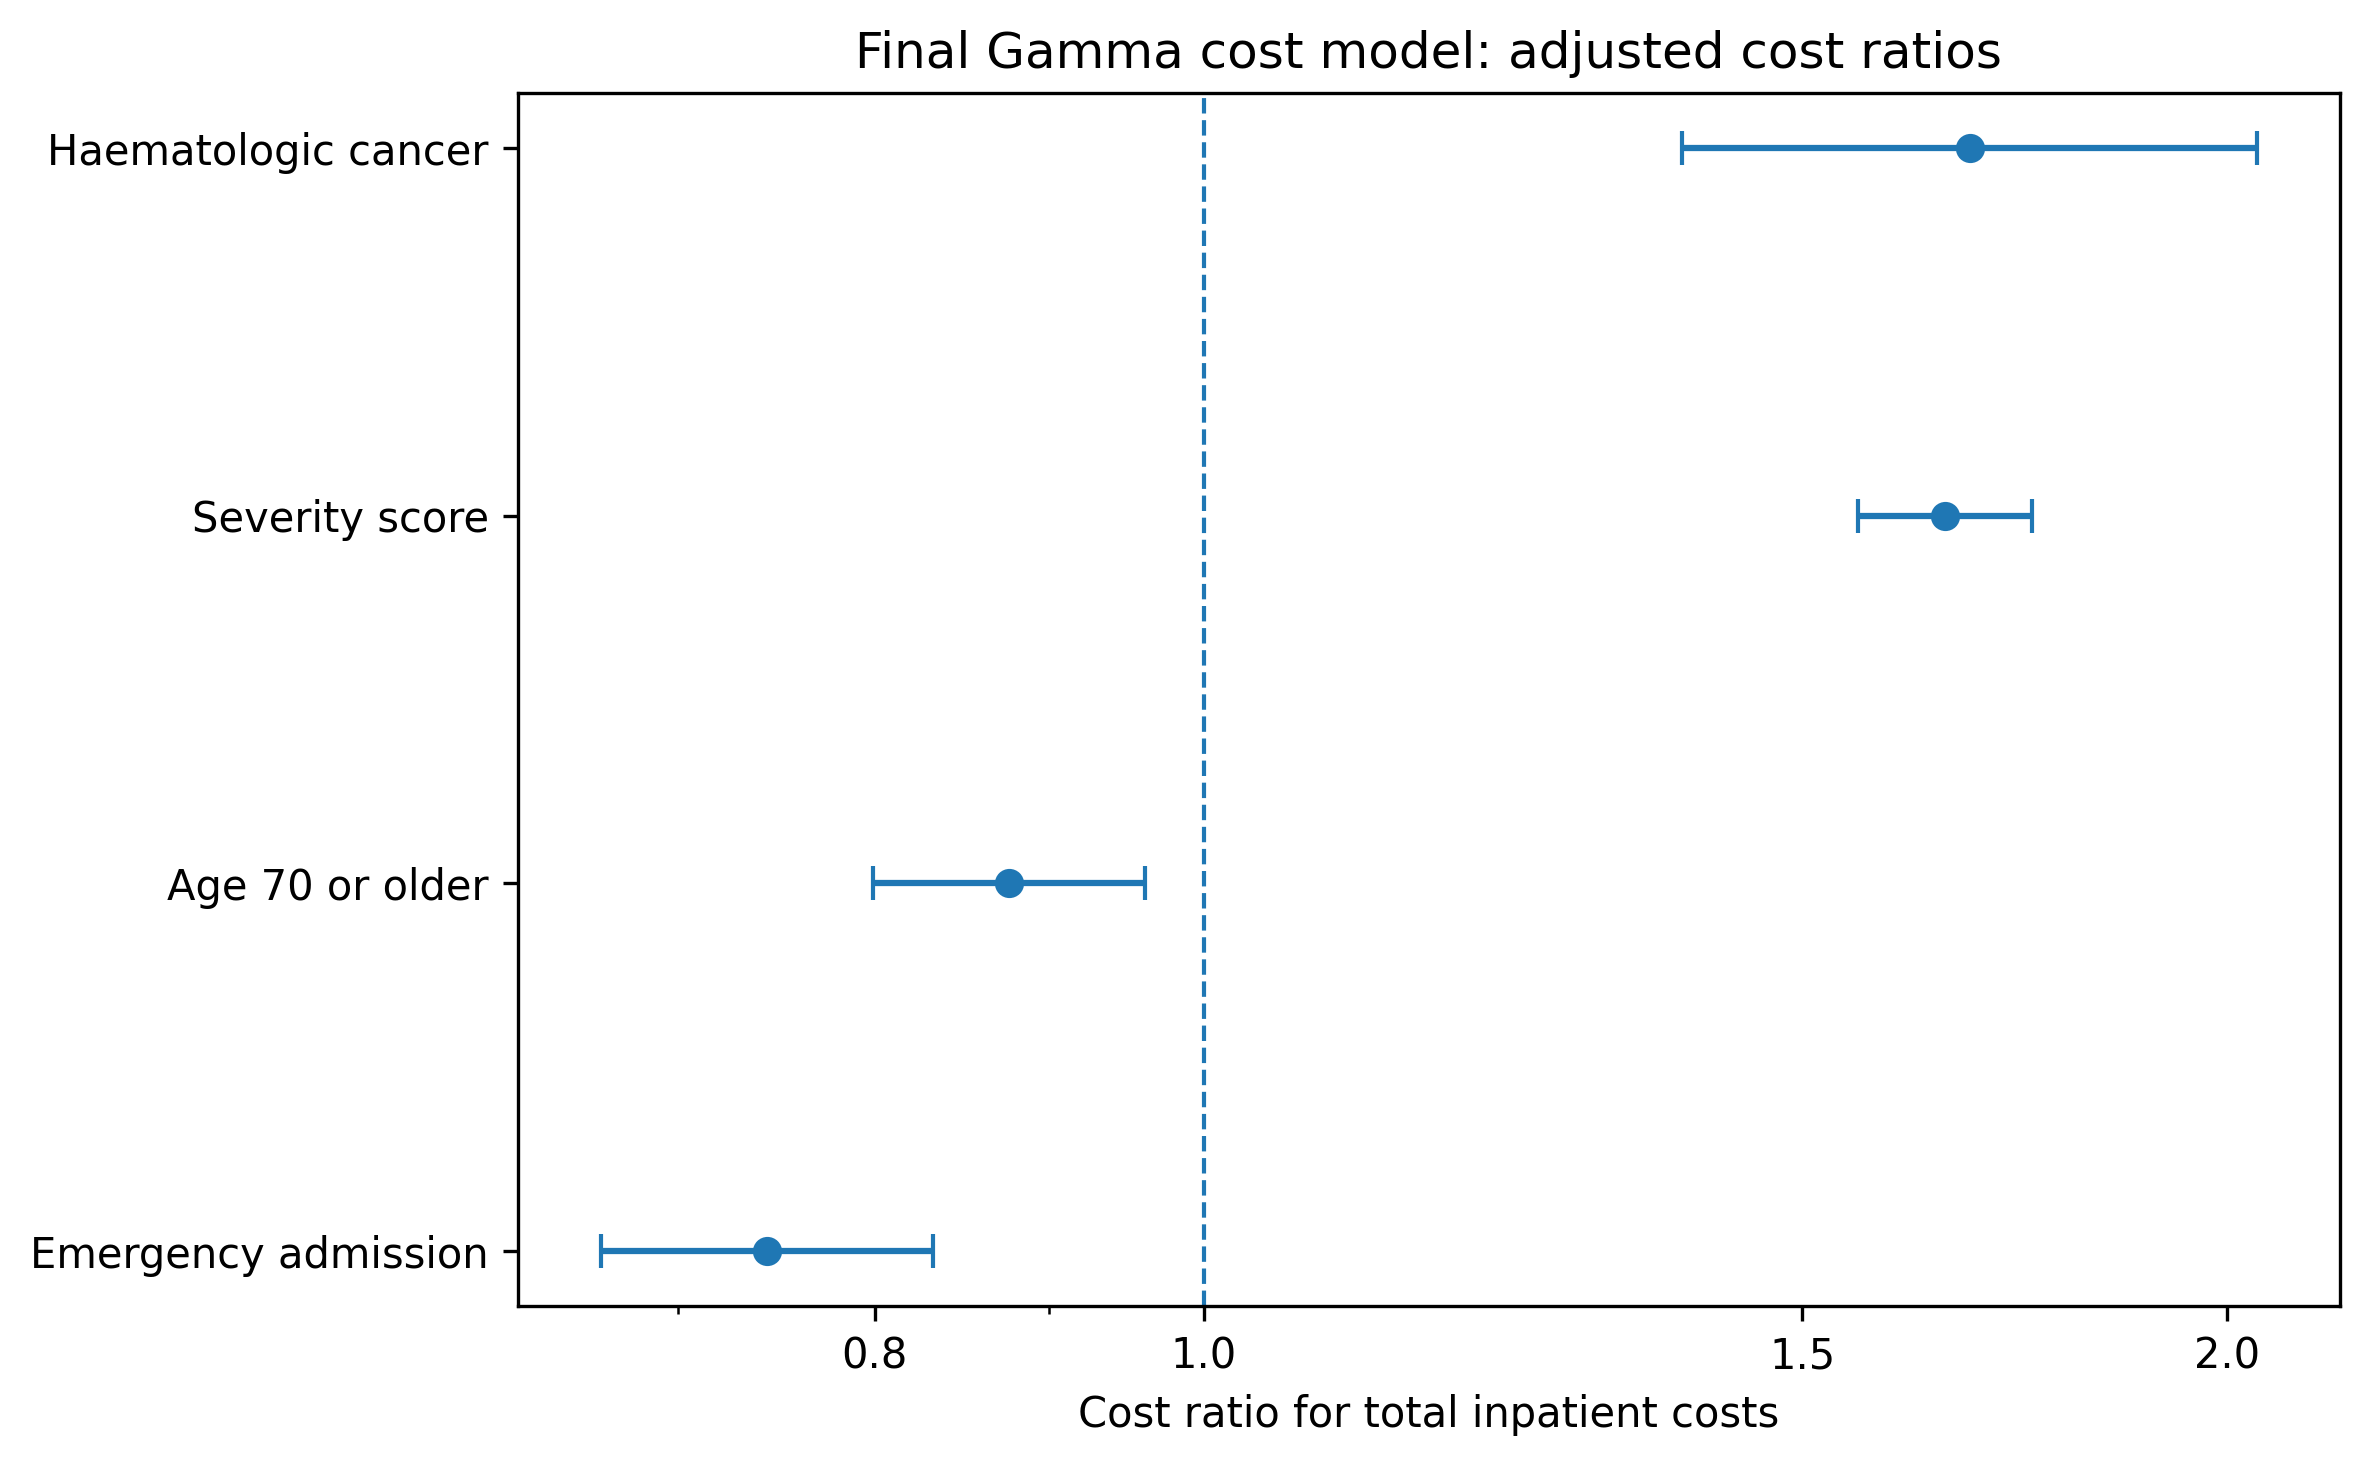 Final Gamma cost model: adjusted cost ratios
Haematologic cancer
Severity score
Age 70 or older
Emergency admission
0.8 1.0 1.5 2.0
Cost ratio for total inpatient costs